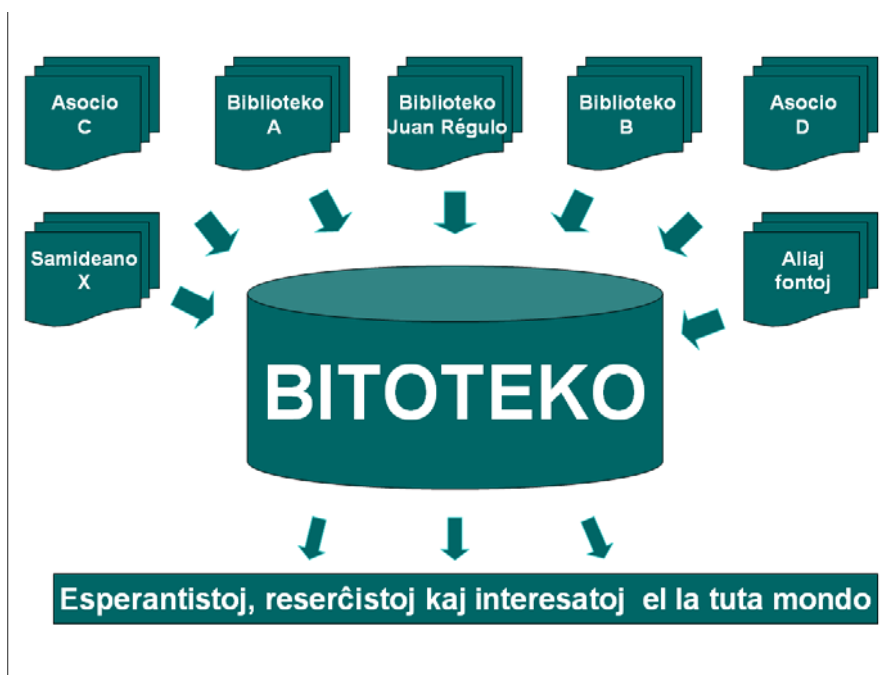 Asocio
C
Biblioteko
A
Biblioteko
Juan Régulo
Biblioteko
B
Asocio
D
Samideano
X
Aliaj
fontoj
BITOTEKO
Esperantistoj, reserĉistoj kaj interesatoj el la tuta mondo